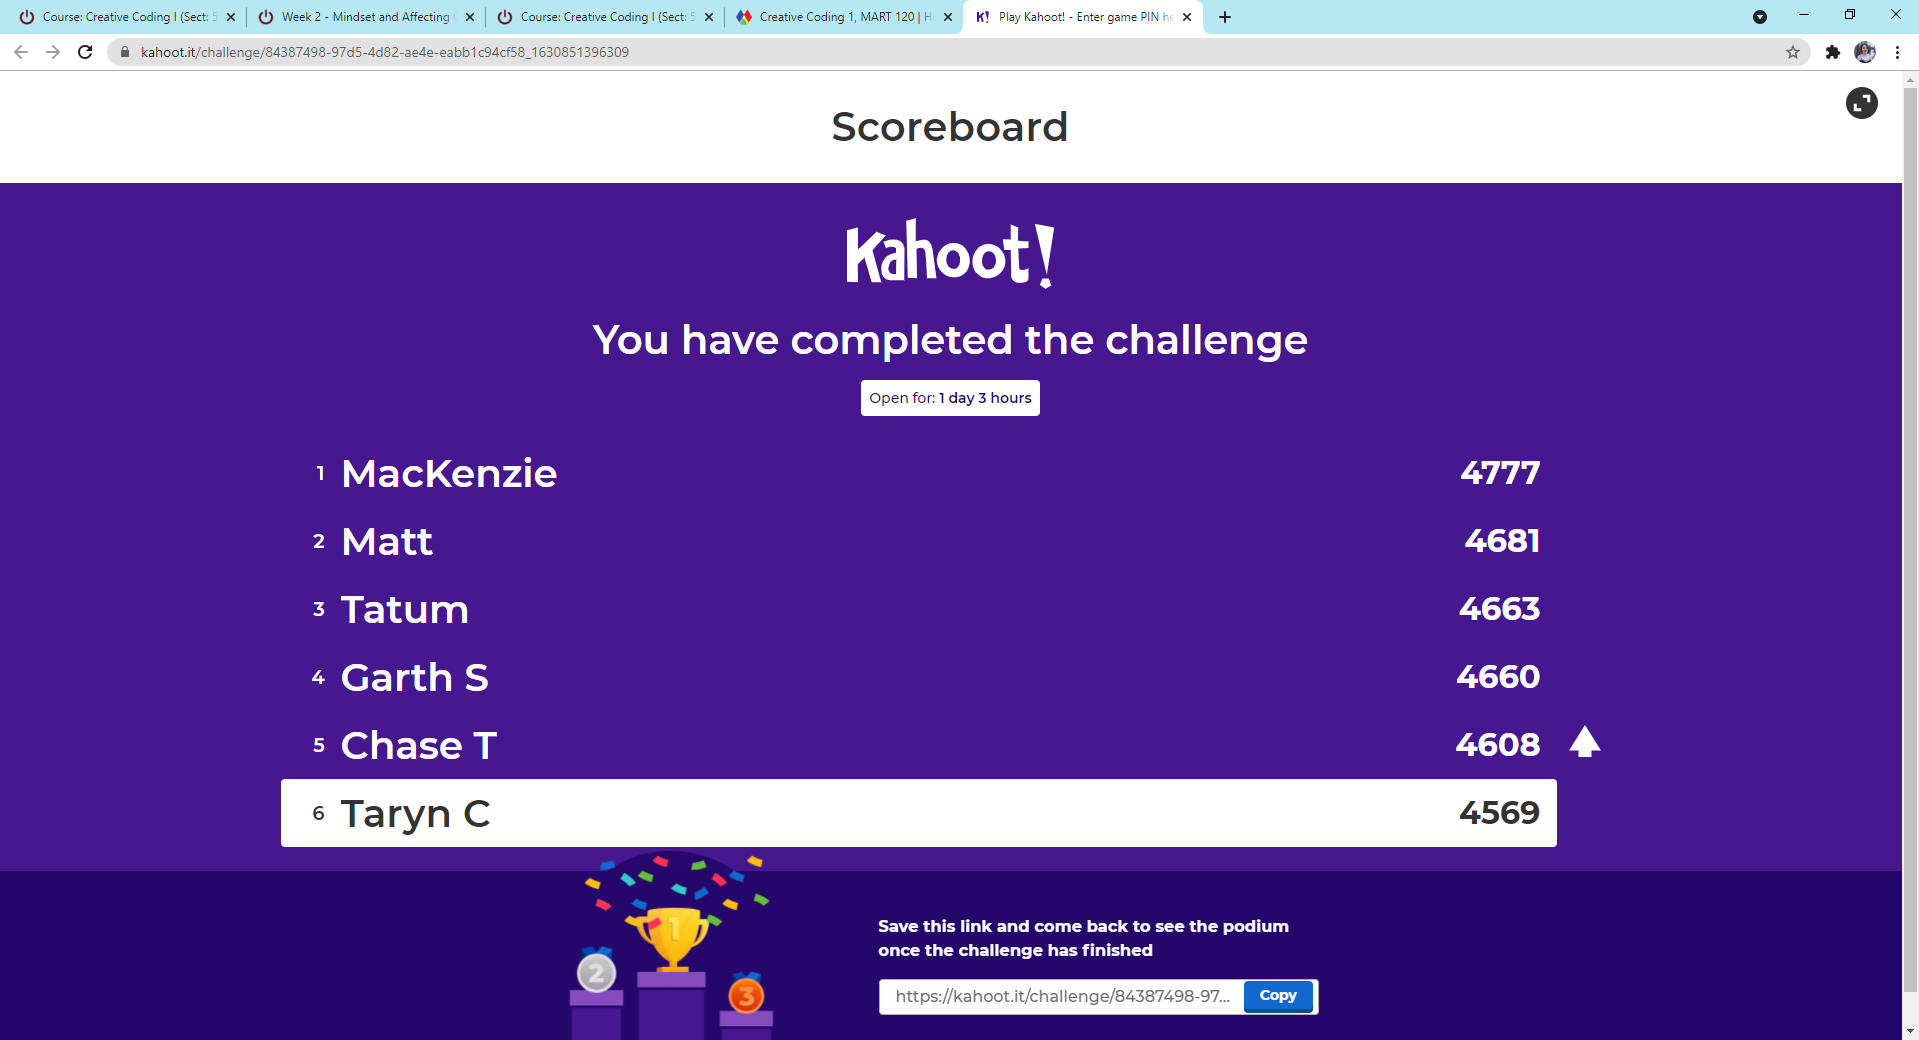 Course: Creative Coding I (Sect: 5
Week 2 - Mindset and Affecting
Course: Creative Coding I (Sect: 5
Creative Coding 1, MART 120 | H
K! Play Kahoot! - Enter game PIN he
kahoot.it/challenge/84387498-97d5-4d82-ae4e-eabb1c94cf58_1630851396309
Scoreboard
Kahoot!
You have completed the challenge
Open for: 1 day 3 hours
1 MacKenzie 4777
2 Matt 4681
3 Tatum 4663
4 Garth S 4660
5 Chase T 4608
6 Taryn C 4569
1
2
3
Save this link and come back to see the podium
once the challenge has finished
https://kahoot.it/challenge/84387498-97... Copy